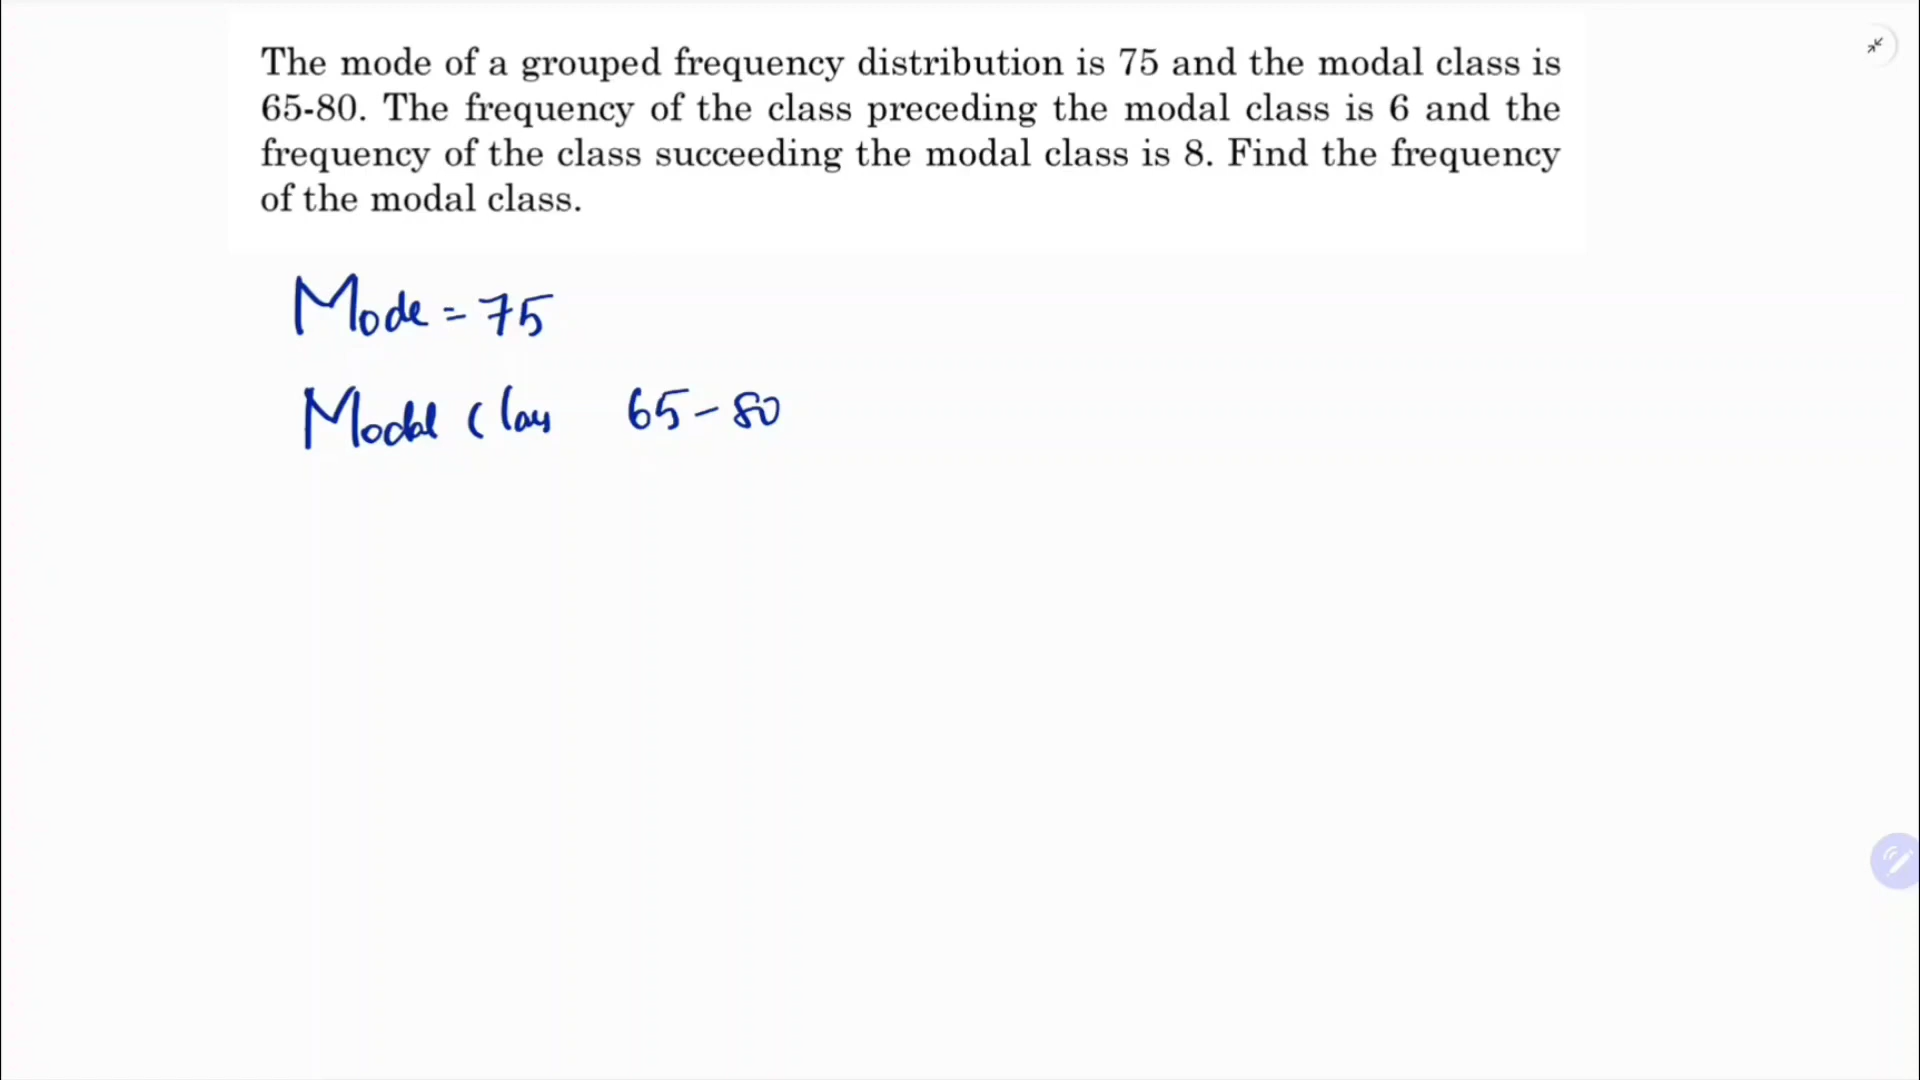 The mode of a grouped frequency distribution is 75 and the modal class is
65-80. The frequency of the class preceding the modal class is 6 and the
frequency of the class succeeding the modal class is 8. Find the frequency
of the modal class.
Mode = 75
Modal Class 65-80